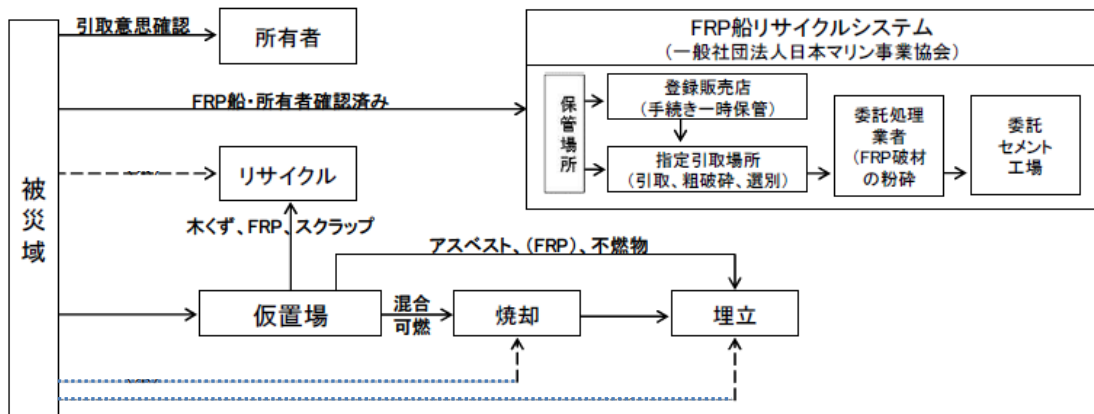 引取意思確認
所有者
FRP船リサイクルシステム
（一般社団法人日本マリン事業協会）
FRP船・所有者確認済み
保管場所
登録販売店
（手続き一時保管）
指定引取場所
（引取、粗破砕、選別）
委託処理
業者
（FRP破材
の粉砕
委託
セメント
工場
被災域
リサイクル
木くず、FRP、スクラップ
アスベスト、（FRP）、不燃物
仮置場
混合
可燃
焼却
埋立